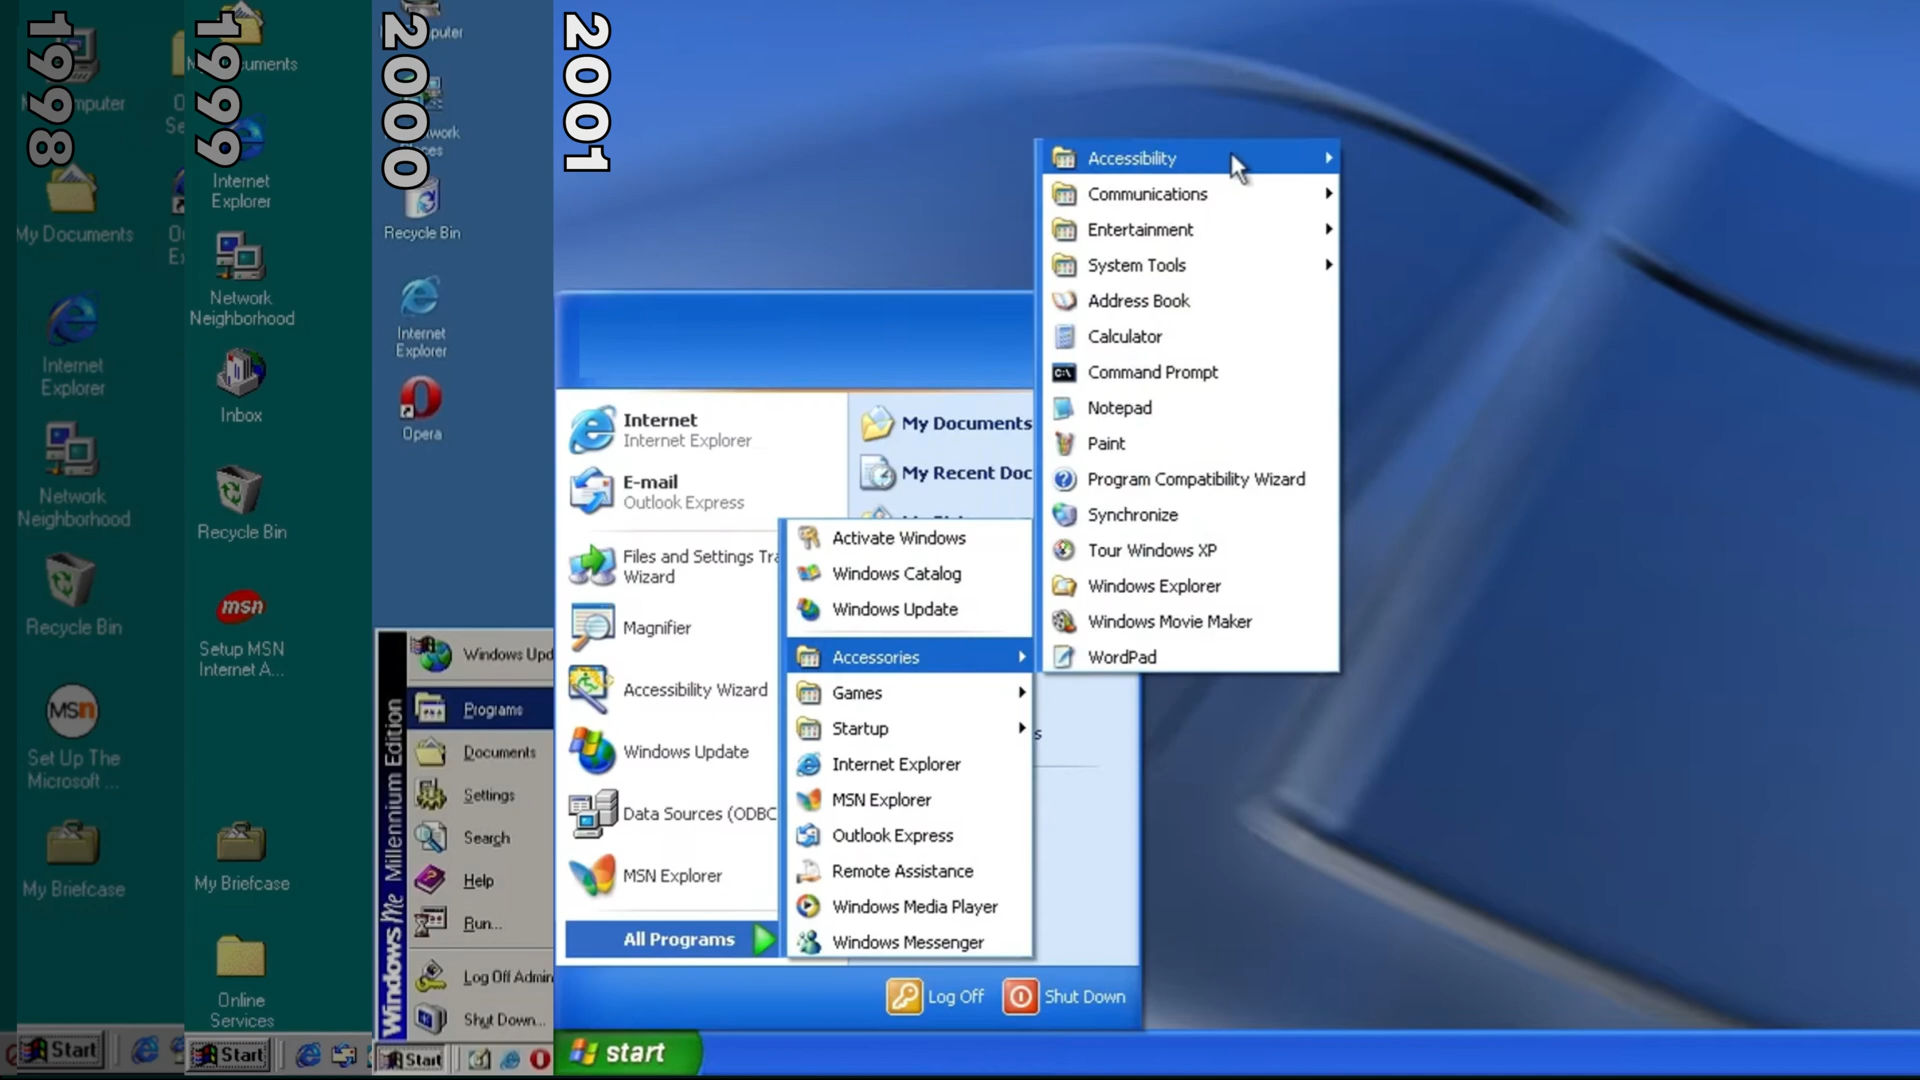 1998
My Computer
My Documents
Internet
Explorer
Network
Neighborhood
Recycle Bin
MSN
Set Up The
Microsoft ...
My Briefcase
Start
1999
My Documents
Internet
Explorer
Network
Neighborhood
Inbox
Recycle Bin
msn
Setup MSN
Internet A...
My Briefcase
Online
Services
Start
2000
Recycle Bin
Internet
Explorer
Opera
Windows Me Millennium Edition
Windows Upd
Programs
Documents
Settings
Search
Help
Run...
Log Off Admin
Shut Down...
Start
2001
Internet
Internet Explorer
E-mail
Outlook Express
Files and Settings Tra
Wizard
Magnifier
Accessibility Wizard
Windows Update
Data Sources (ODBC
MSN Explorer
All Programs
My Documents
My Recent Doc
Activate Windows
Windows Catalog
Windows Update
Accessories
Games
Startup
Internet Explorer
MSN Explorer
Outlook Express
Remote Assistance
Windows Media Player
Windows Messenger
Accessibility
Communications
Entertainment
System Tools
Address Book
Calculator
C:\
Command Prompt
Notepad
Paint
Program Compatibility Wizard
Synchronize
Tour Windows XP
Windows Explorer
Windows Movie Maker
WordPad
Log Off
Shut Down
start